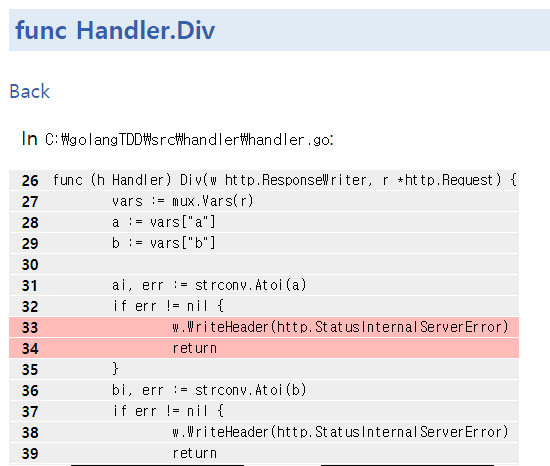 func Handler.Div
Back
In C:₩golangTDD₩src₩handler₩handler.go:
26 func (h Handler) Div(w http.ResponseWriter, r *http.Request) {
27 vars := mux.Vars(r)
28 a := vars["a"]
29 b := vars["b"]
30
31 ai, err := strconv.Atoi(a)
32 if err != nil {
33 w.WriteHeader(http.StatusInternalServerError)
34 return
35 }
36 bi, err := strconv.Atoi(b)
37 if err != nil {
38 w.WriteHeader(http.StatusInternalServerError)
39 return